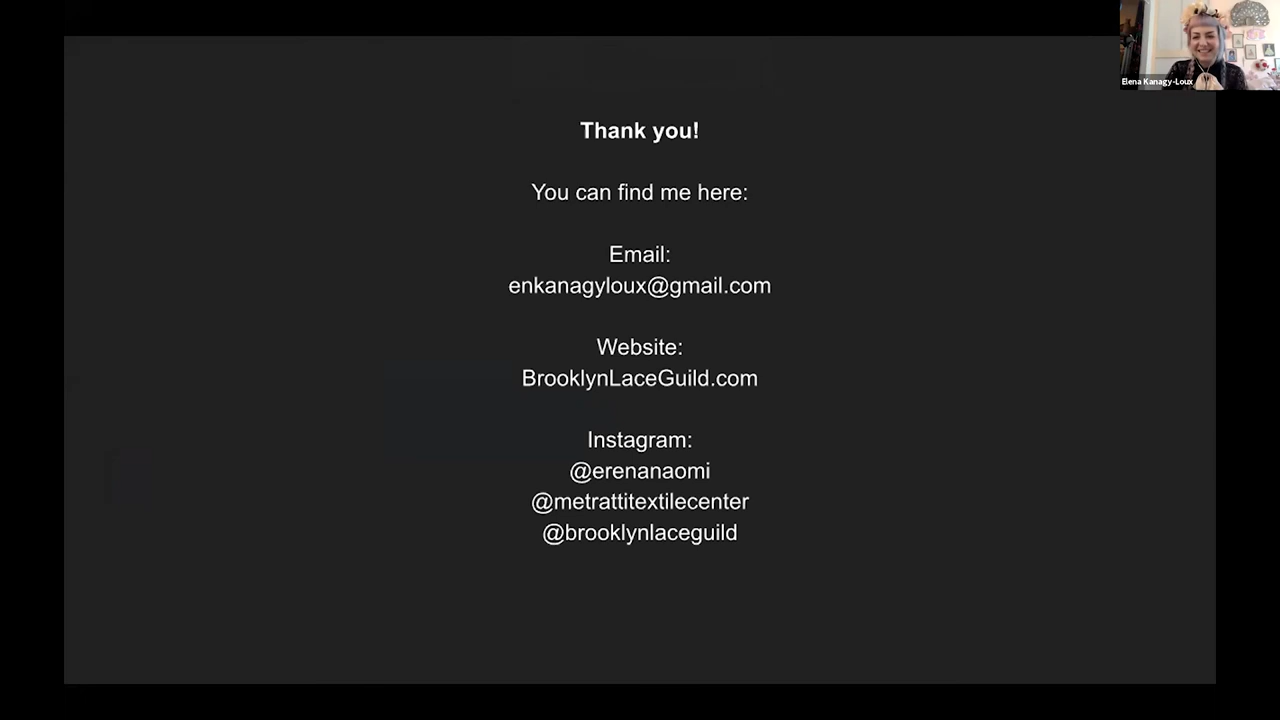 Elena Kanagy-Loux
Thank you!
You can find me here:
Email:
enkanagyloux@gmail.com
Website:
BrooklynLaceGuild.com
Instagram:
@erenanaomi
@metrattitextilecenter
@brooklynlaceguild